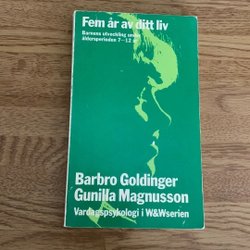 Fem år av ditt liv
Barnens utveckling under
åldersperioden 7–12 år
Barbro Goldinger
Gunilla Magnusson
Vardagspsykologi i W&Wserien